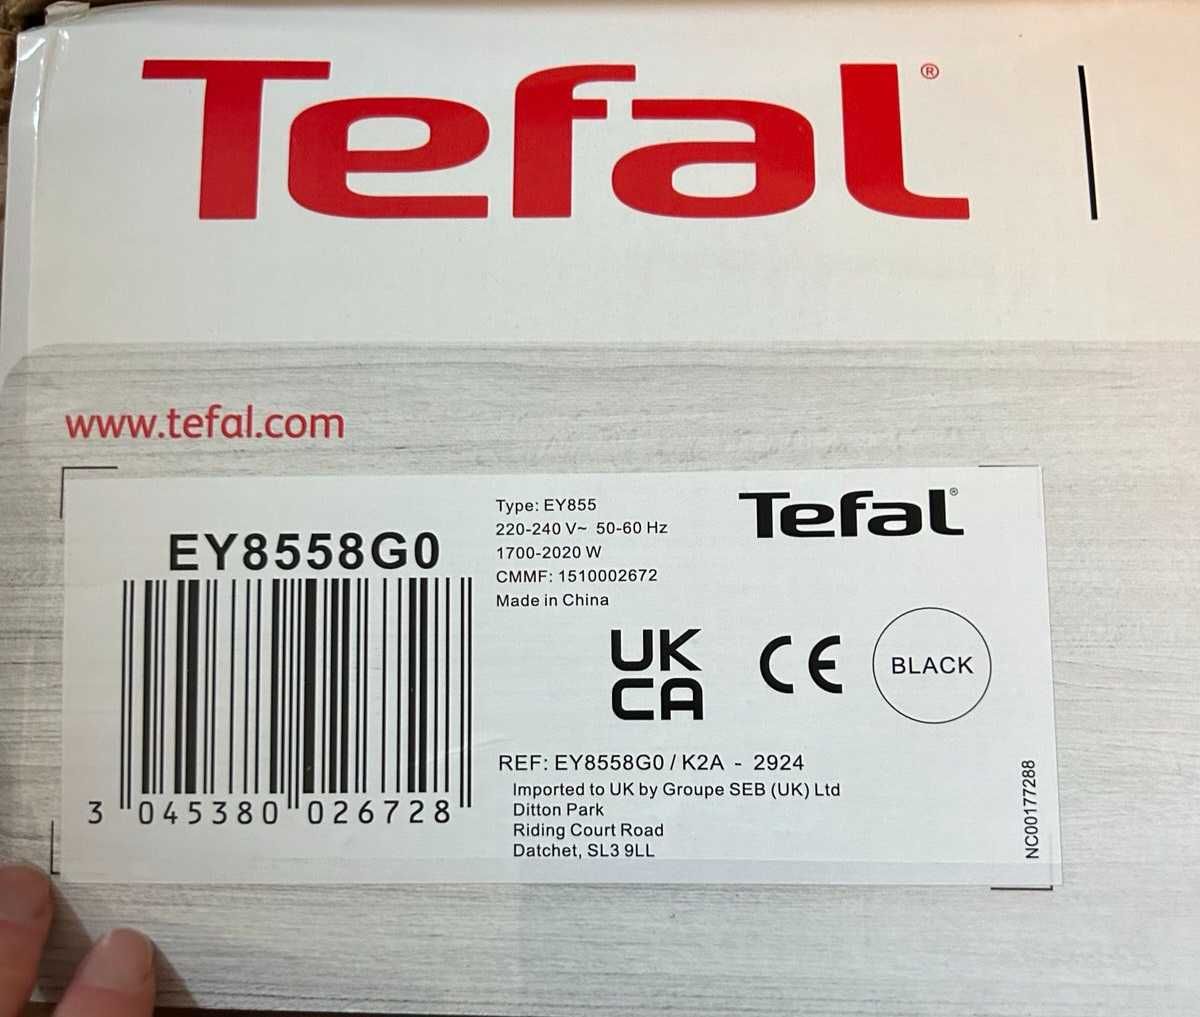 Tefal®
www.tefal.com
EY8558G0
3 045380 026728
Type: EY855
220-240 V~ 50-60 Hz
1700-2020 W
CMMF: 1510002672
Made in China
Tefal®
UK
CA
CE
BLACK
REF: EY8558G0 / K2A - 2924
Imported to UK by Groupe SEB (UK) Ltd
Ditton Park
Riding Court Road
Datchet, SL3 9LL
NC00177288